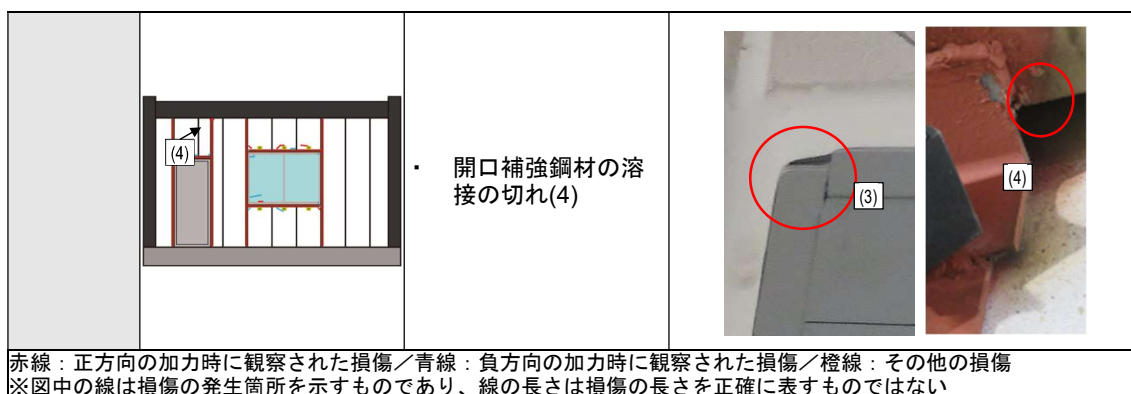 (4)
・ 開口補強鋼材の溶
接の切れ(4)
(3)
(4)
赤線：正方向の加力時に観察された損傷／青線：負方向の加力時に観察された損傷／橙線：その他の損傷
※図中の線は損傷の発生箇所を示すものであり、線の長さは損傷の長さを正確に表すものではない